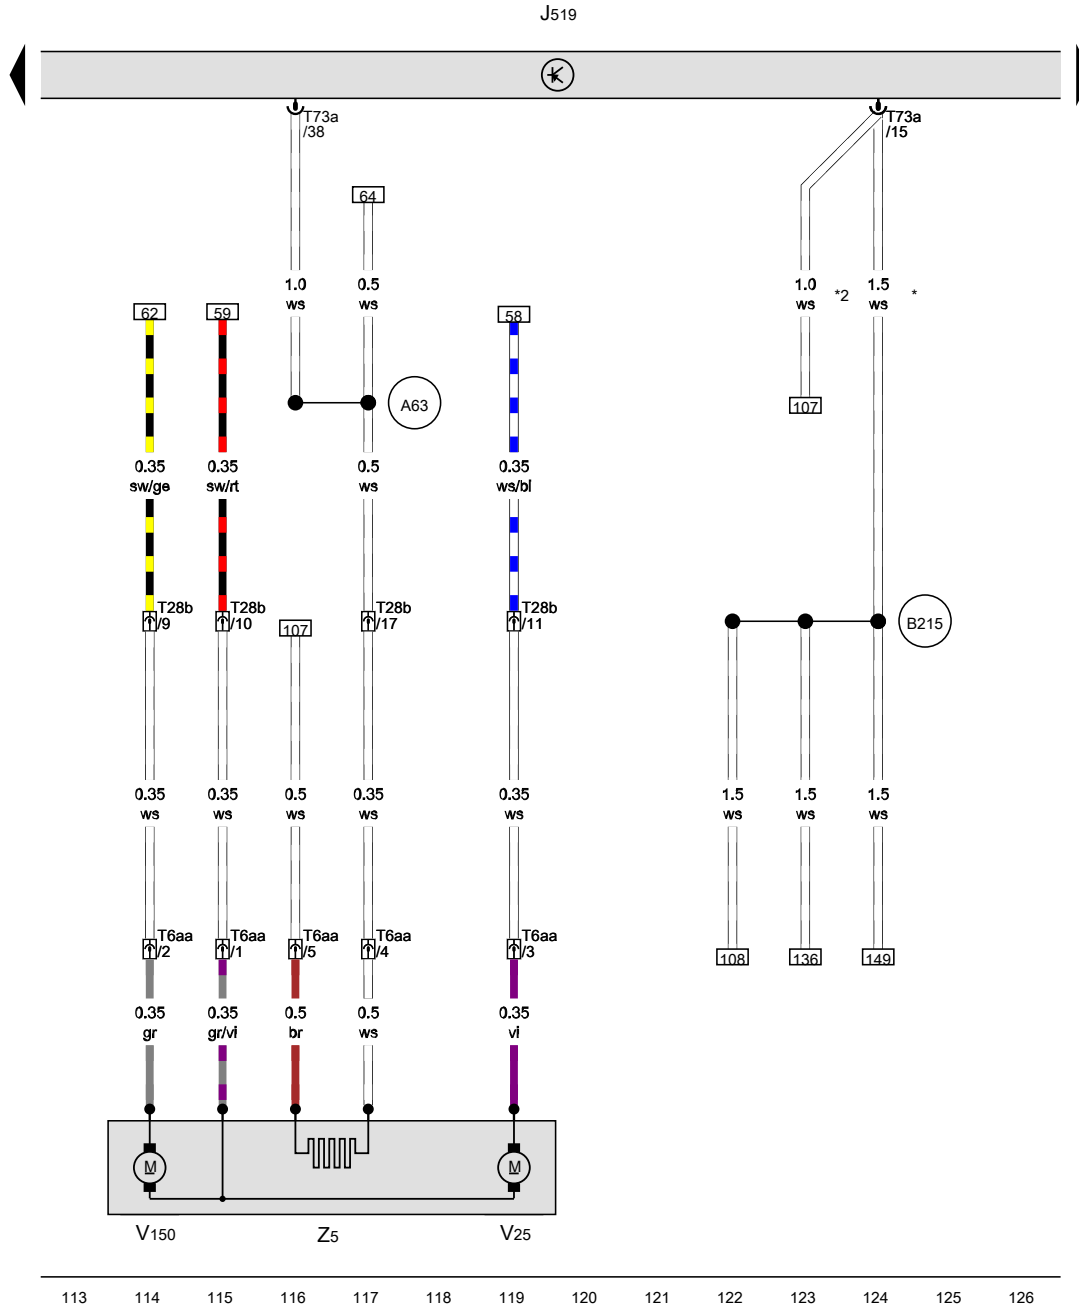 J519
T73a
/38
T73a
/15
64
1.0
ws
0.5
ws
1.0
ws
*2
1.5
ws
*
62
59
58
A63
107
0.35
sw/ge
0.35
sw/rt
0.5
ws
0.35
ws/bl
T28b
/9
T28b
/10
107
T28b
/17
T28b
/11
B215
0.35
ws
0.35
ws
0.5
ws
0.35
ws
0.35
ws
1.5
ws
1.5
ws
1.5
ws
T6aa
/2
T6aa
/1
T6aa
/5
T6aa
/4
T6aa
/3
108
136
149
0.35
gr
0.35
gr/vi
0.5
br
0.5
ws
0.35
vi
M
M
V150
Z5
V25
113 114 115 116 117 118 119 120 121 122 123 124 125 126